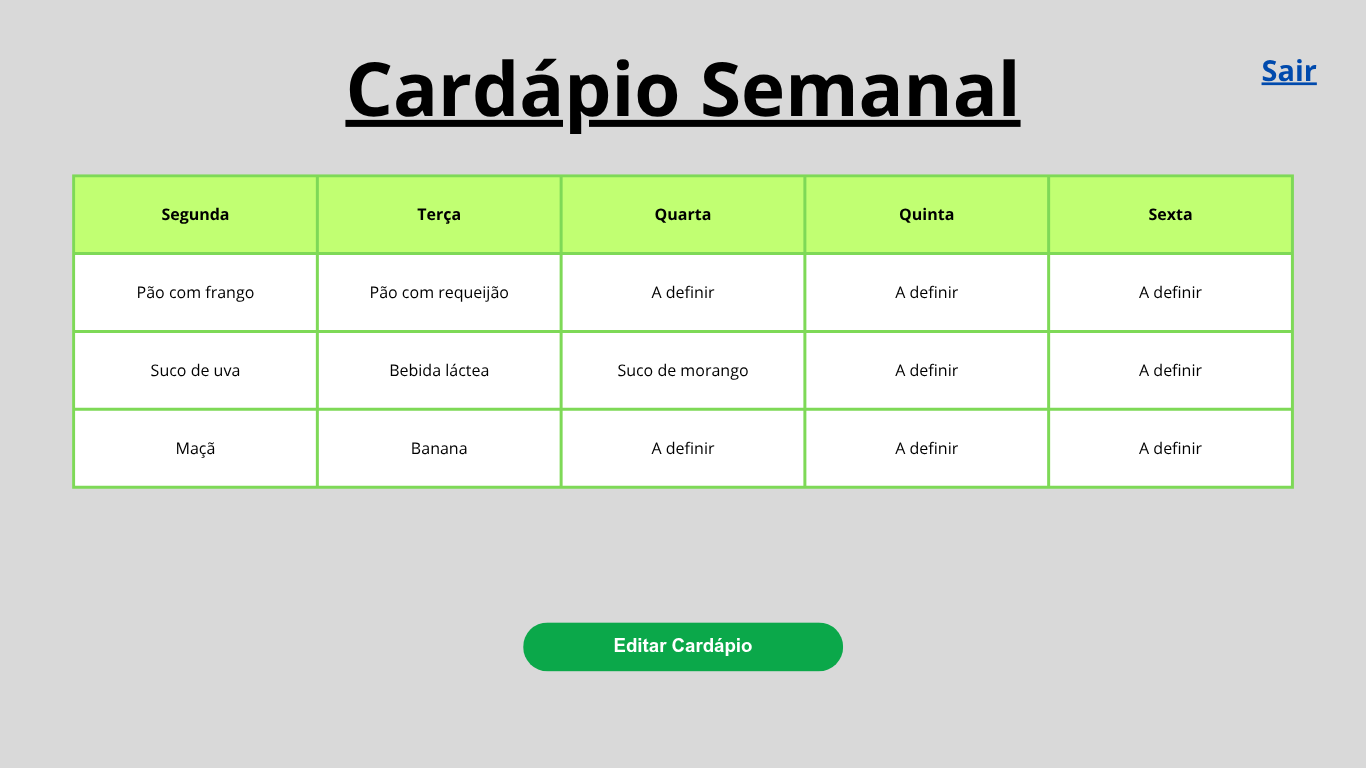 Cardápio Semanal
Sair
Segunda Terça Quarta Quinta Sexta
Pão com frango Pão com requeijão A definir A definir A definir
Suco de uva Bebida láctea Suco de morango A definir A definir
Maçã Banana A definir A definir A definir
Editar Cardápio